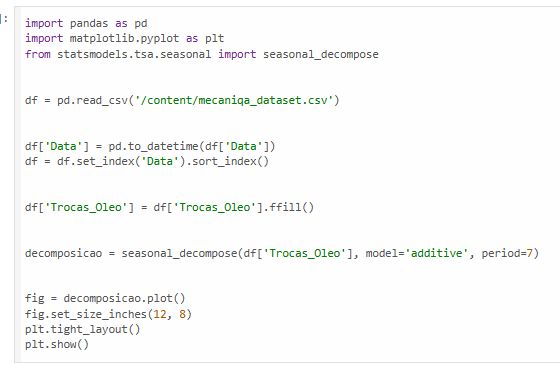 ]:
import pandas as pd
import matplotlib.pyplot as plt
from statsmodels.tsa.seasonal import seasonal_decompose
df = pd.read_csv('/content/mecaniqa_dataset.csv')
df['Data'] = pd.to_datetime(df['Data'])
df = df.set_index('Data').sort_index()
df['Trocas_Oleo'] = df['Trocas_Oleo'].ffill()
decomposicao = seasonal_decompose(df['Trocas_Oleo'], model='additive', period=7)
fig = decomposicao.plot()
fig.set_size_inches(12, 8)
plt.tight_layout()
plt.show()